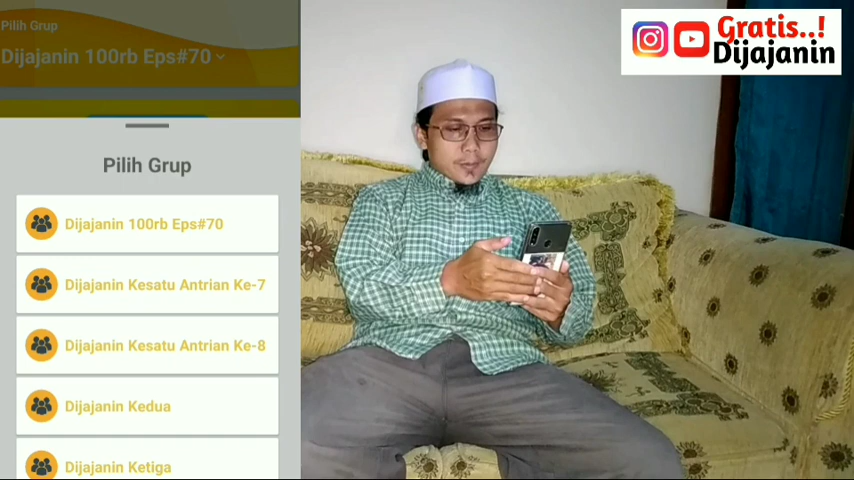 Pilih Grup
Dijajanin 100rb Eps#70
Pilih Grup
Dijajanin 100rb Eps#70
Dijajanin Kesatu Antrian Ke-7
Dijajanin Kesatu Antrian Ke-8
Dijajanin Kedua
Dijajanin Ketiga
Gratis..!
Dijajanin